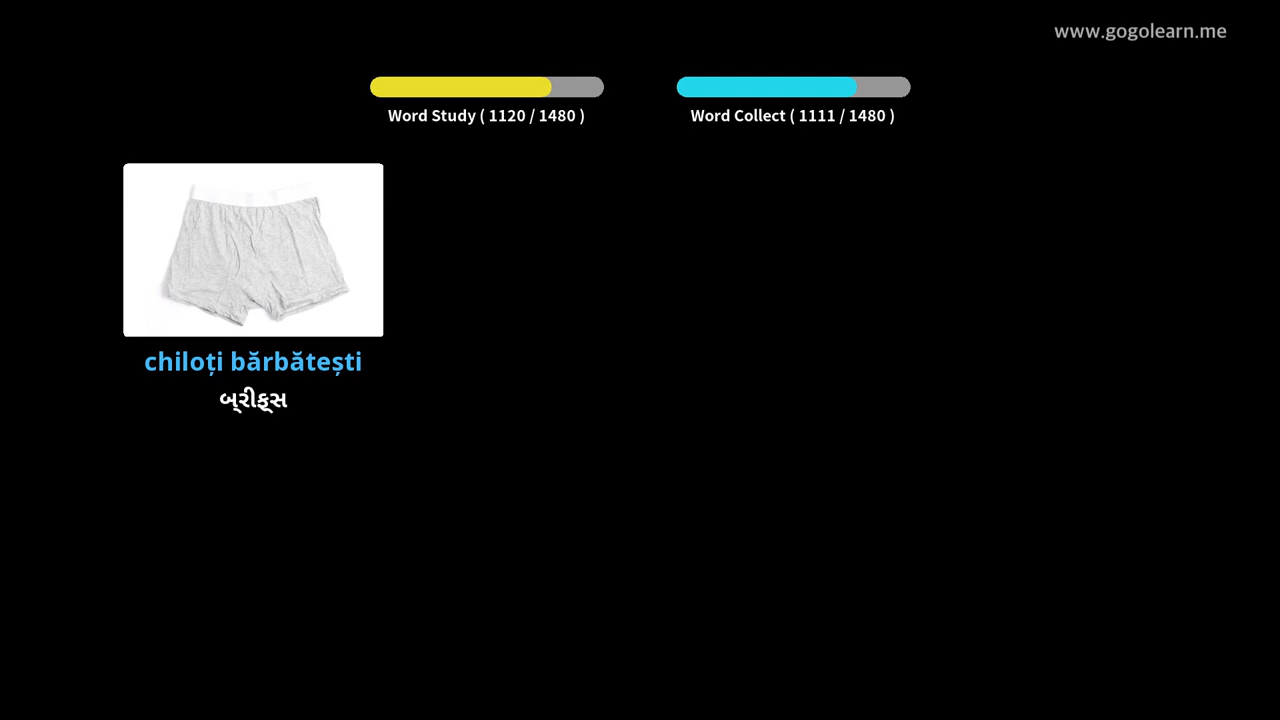 www.gogolearn.me
Word Study ( 1120 / 1480 )
Word Collect ( 1111 / 1480 )
chiloți bărbătești
બ્રીફ્સ